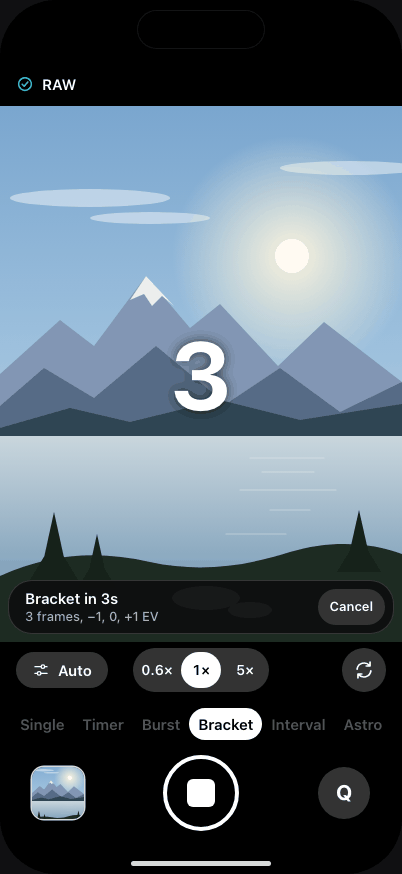 RAW
3
Bracket in 3s
3 frames, −1, 0, +1 EV
Cancel
Auto
0.6× 1× 5×
Single Timer Burst Bracket Interval Astro
Q